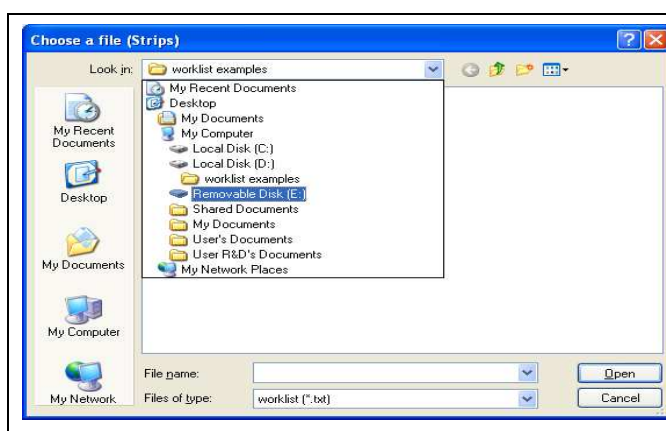 Choose a file (Strips)
Look in: worklist examples
My Recent Documents
Desktop
My Documents
My Computer
Local Disk (C:)
Local Disk (D:)
worklist examples
Removable Disk (E:)
Shared Documents
My Documents
User's Documents
User R&D's Documents
My Network Places
My Recent
Documents
Desktop
My Documents
My Computer
My Network
File name:
Open
Files of type: worklist (*.txt)
Cancel